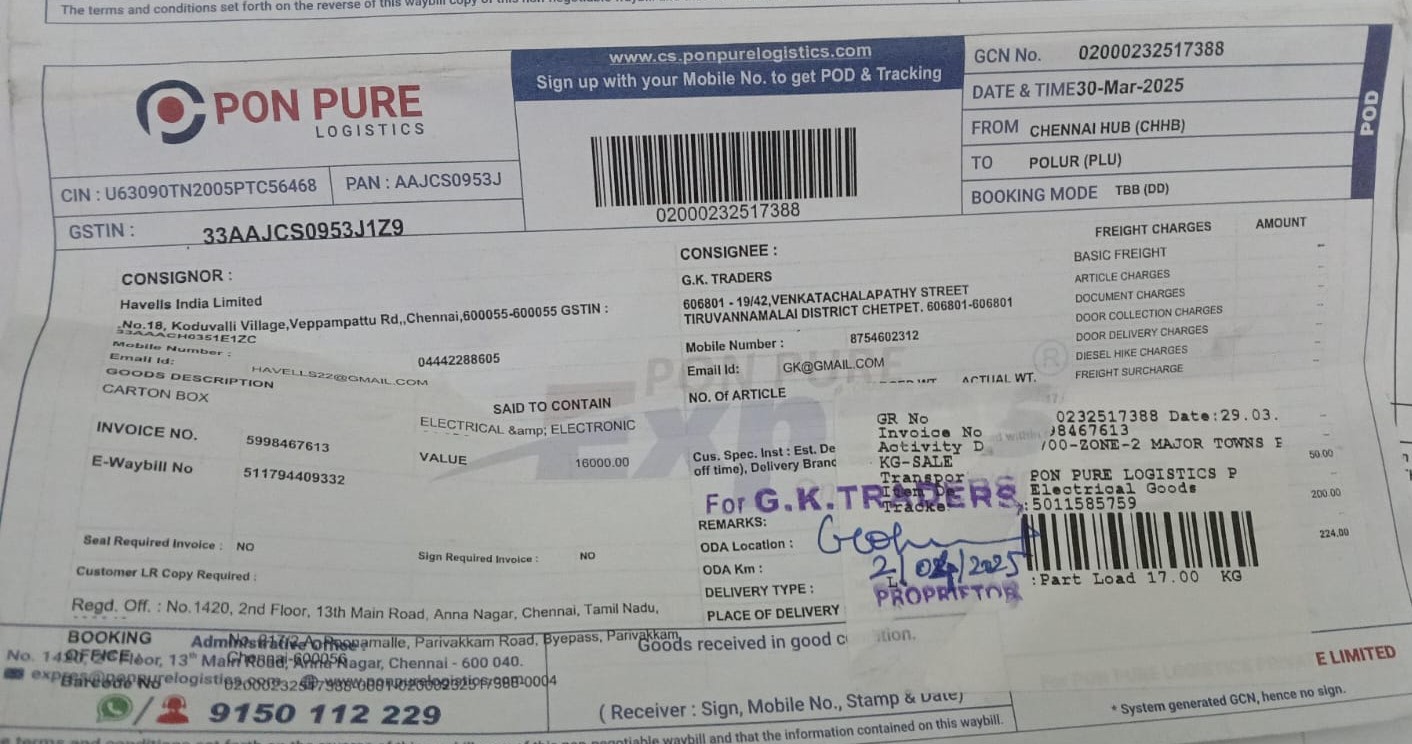 The terms and conditions set forth on the reverse of this waybill
PON PURE
LOGISTICS
CIN : U63090TN2005PTC56468
PAN : AAJCS0953J
GSTIN :
33AAJCS0953J1Z9
www.cs.ponpurelogistics.com
Sign up with your Mobile No. to get POD & Tracking
02000232517388
GCN No. 02000232517388
DATE & TIME30-Mar-2025
FROM CHENNAI HUB (CHHB)
TO POLUR (PLU)
BOOKING MODE TBB (DD)
POD
CONSIGNOR :
Havells India Limited
No.18, Koduvalli Village,Veppampattu Rd,,Chennai,600055-600055 GSTIN :
33AAACH0351E1ZC
Mobile Number :
04442288605
Email Id:
HAVELLS22@GMAIL.COM
GOODS DESCRIPTION
CARTON BOX
SAID TO CONTAIN
ELECTRICAL &amp; ELECTRONIC
INVOICE NO. 5998467613
VALUE 16000.00
E-Waybill No 511794409332
Seal Required Invoice : NO
Sign Required Invoice : NO
Customer LR Copy Required :
Regd. Off. : No.1420, 2nd Floor, 13th Main Road, Anna Nagar, Chennai, Tamil Nadu,
CONSIGNEE :
G.K. TRADERS
606801 - 19/42,VENKATACHALAPATHY STREET
TIRUVANNAMALAI DISTRICT CHETPET. 606801-606801
Mobile Number : 8754602312
Email Id: GK@GMAIL.COM
NO. OF ARTICLE
ACTUAL WT.
PON PURE
Cus. Spec. Inst : Est. De
off time), Delivery Branc
For G.K.TRADERS
REMARKS:
ODA Location :
ODA Km :
2/04/2025
PROPRIETOR
DELIVERY TYPE :
PLACE OF DELIVERY
FREIGHT CHARGES AMOUNT
BASIC FREIGHT --
ARTICLE CHARGES --
DOCUMENT CHARGES --
DOOR COLLECTION CHARGES --
DOOR DELIVERY CHARGES --
DIESEL HIKE CHARGES --
FREIGHT SURCHARGE --
50.00
200.00
224.00
GR No 0232517388 Date:29.03.
Invoice No 98467613
Activity D /00-ZONE-2 MAJOR TOWNS E
KG-SALE
Transpor PON PURE LOGISTICS P
Electrical Goods
Tracke :5011585759
:Part Load 17.00 KG
BOOKING
OFFICE
Administrative Office
Poonamalle, Parivakkam Road, Byepass, Parivakkam,
Chennai-600056
No. 1420, 2nd Floor, 13th Main Road, Anna Nagar, Chennai - 600 040.
Barcode No
9150 112 229
Goods received in good
( Receiver : Sign, Mobile No., Stamp & Date)
E LIMITED
* System generated GCN, hence no sign.
waybill and that the information contained on this waybill.